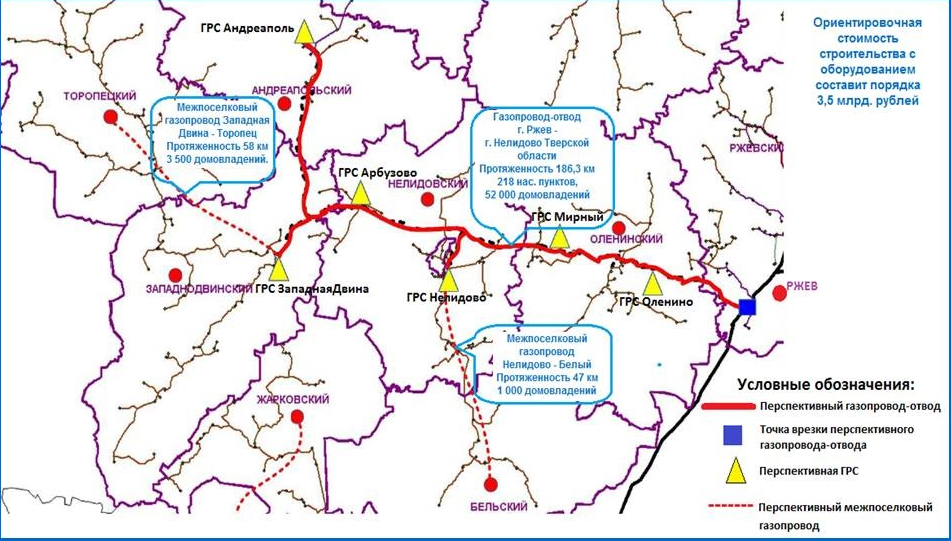 ГРС Андреаполь
Ориентировочная
стоимость
строительства с
оборудованием
составит порядка
3,5 млрд. рублей
ТОРОПЕЦКИЙ
АНДРЕАПОЛЬСКИЙ
Межпоселковый
газопровод Западная
Двина - Торопец
Протяженность 58 км
3 500 домовладений.
Газопровод-отвод
г. Ржев -
г. Нелидово Тверской
области
Протяженность 186,3 км
218 нас. пунктов,
52 000 домовладений
РЖЕВСКИ
ГРС Арбузово
НЕЛИДОВСКИЙ
ГРС Мирный
ОЛЕНИНСКИЙ
ЗАПАДНОДВИНСКИЙ
ГРС ЗападнаяДвина
ГРС Нелидово
ГРС Оленино
РЖЕВ
Межпоселковый
газопровод
Нелидово - Белый
Протяженность 47 км
1 000 домовладений
ЖАРКОВСКИЙ
БЕЛЬСКИЙ
Условные обозначения:
Перспективный газопровод-отвод
Точка врезки перспективного
газопровода-отвода
Перспективная ГРС
Перспективный межпоселковый
газопровод